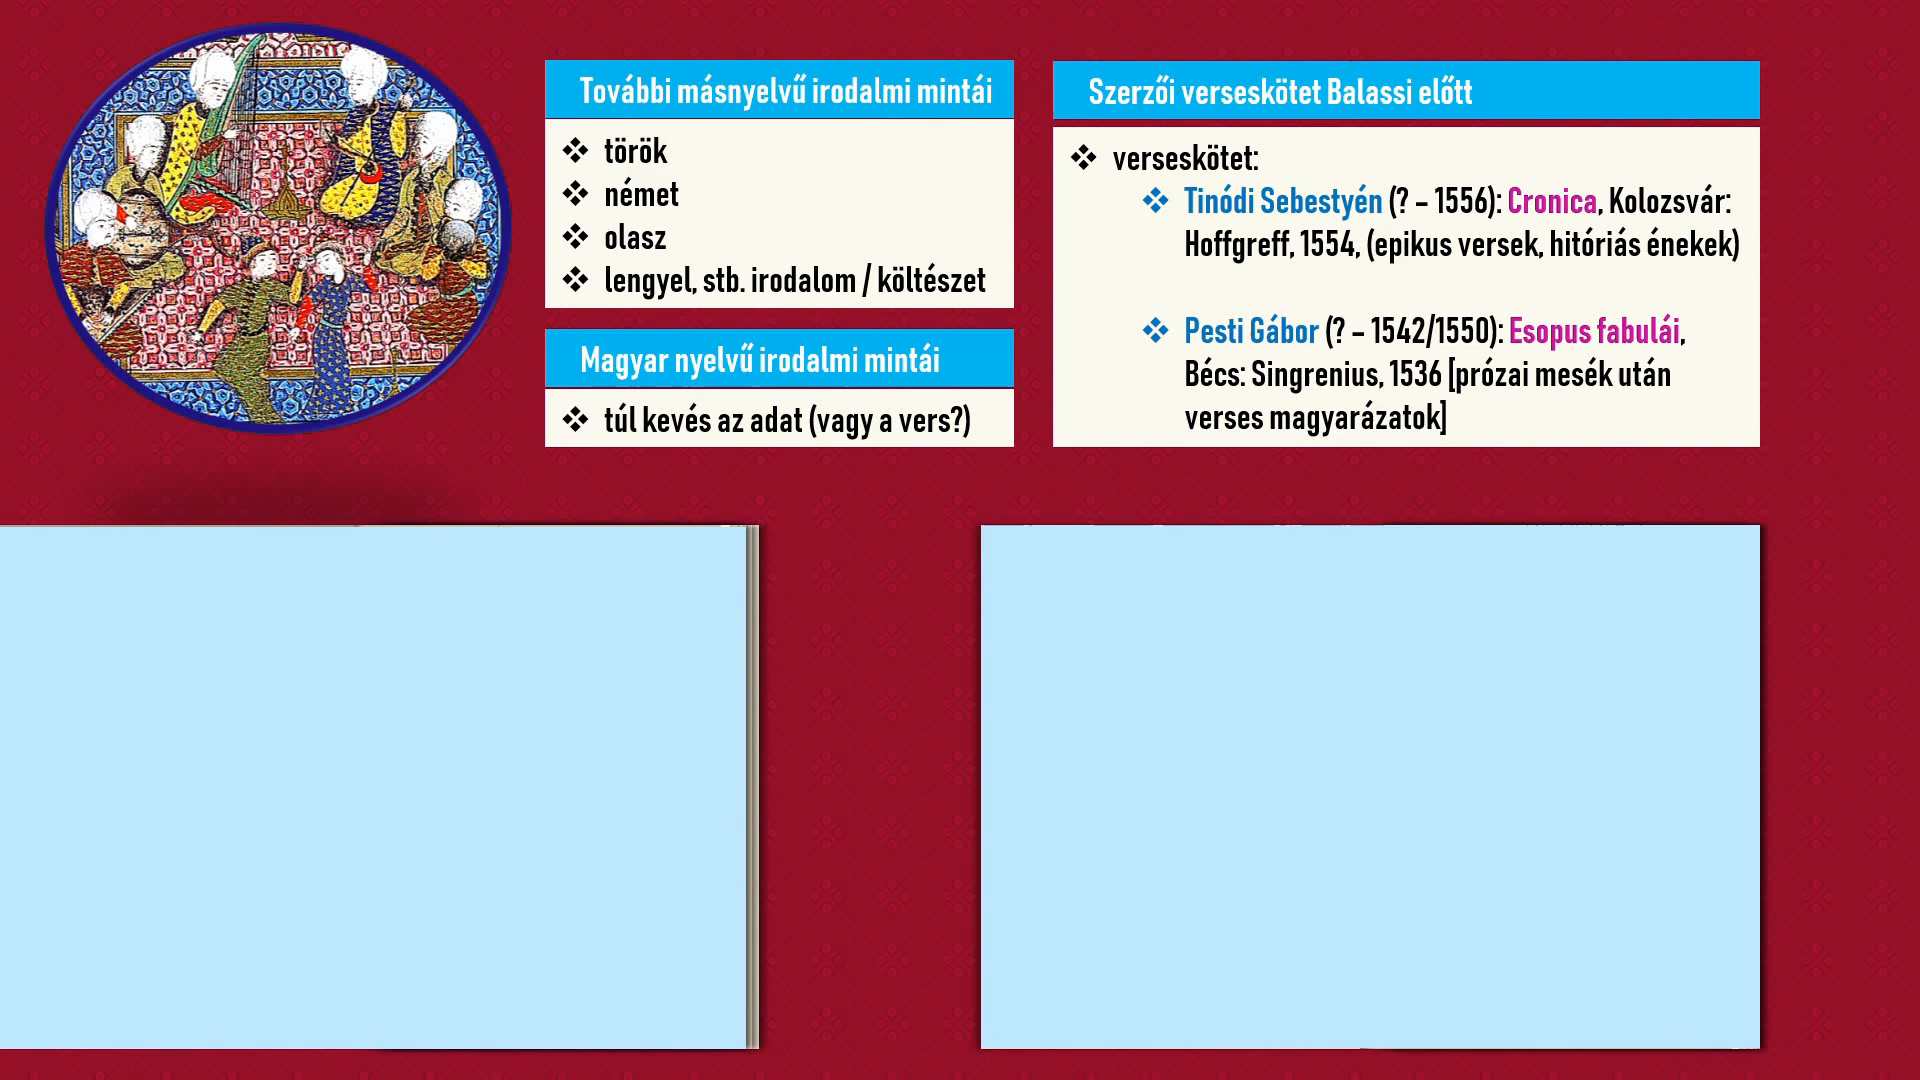 További másnyelvű irodalmi mintái
❖ török
❖ német
❖ olasz
❖ lengyel, stb. irodalom / költészet
Magyar nyelvű irodalmi mintái
❖ túl kevés az adat (vagy a vers?)
Szerzői verseskötet Balassi előtt
❖ verseskötet:
❖ Tinódi Sebestyén (? – 1556): Cronica, Kolozsvár:
Hoffgreff, 1554, (epikus versek, hitóriás énekek)
❖ Pesti Gábor (? – 1542/1550): Esopus fabulái,
Bécs: Singrenius, 1536 [prózai mesék után
verses magyarázatok]